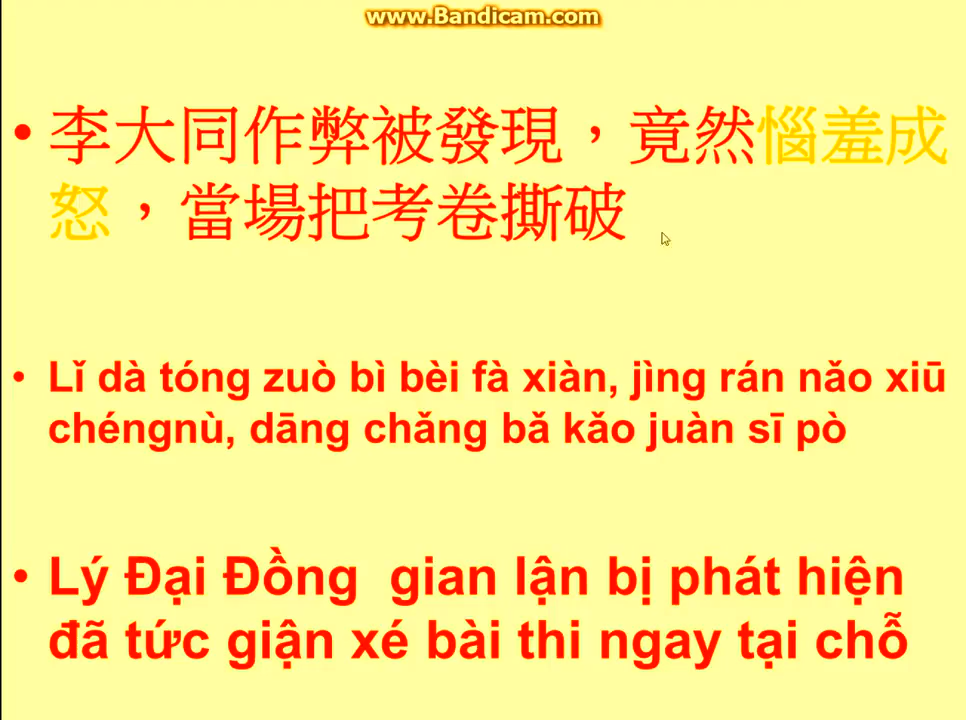 www.Bandicam.com
• 李大同作弊被發現，竟然惱羞成
怒，當場把考卷撕破
• Lǐ dà tóng zuò bì bèi fà xiàn, jìng rán nǎo xiū
chéngnù, dāng chǎng bǎ kǎo juàn sī pò
• Lý Đại Đồng gian lận bị phát hiện
đã tức giận xé bài thi ngay tại chỗ